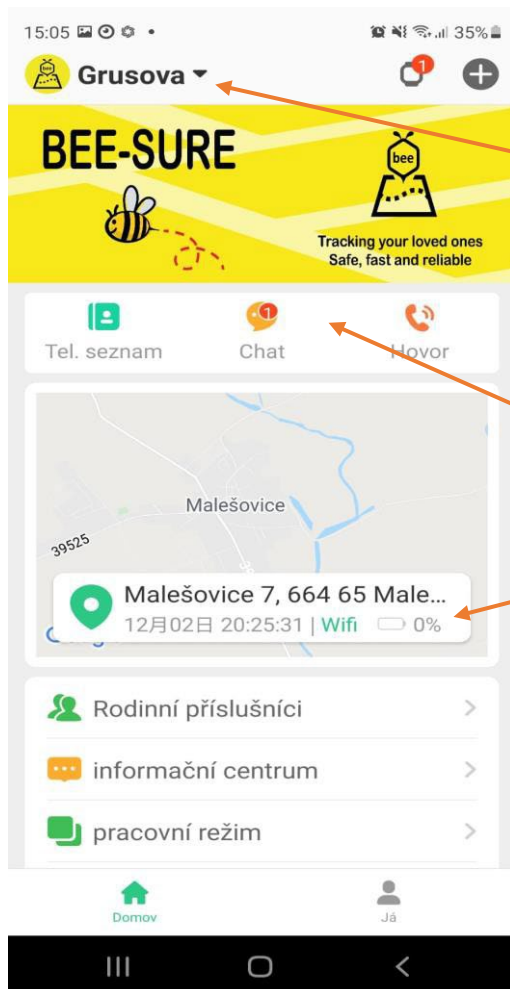 15:05
35%
Grusova
1
BEE-SURE
bee
Tracking your loved ones
Safe, fast and reliable
1
Tel. seznam
Chat
Hovor
Malešovice
39525
Malešovice 7, 664 65 Male...
12月02日 20:25:31 | Wifi 0%
Rodinní příslušníci
informační centrum
pracovní režim
Domov
Já